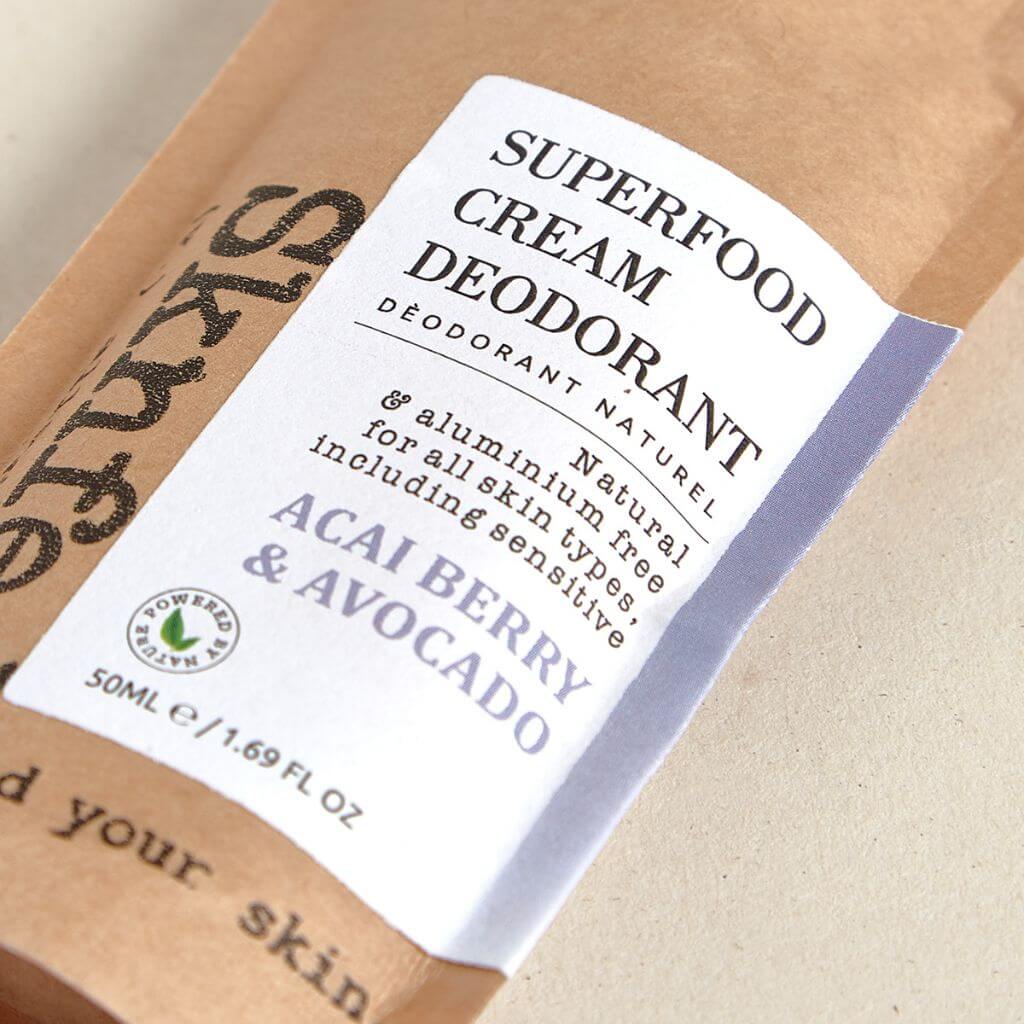 SUPERFOOD
CREAM
DEODORANT
DÈODORANT NATUREL
Natural
& aluminium free
for all skin types,
including sensitive
ACAI BERRY
& AVOCADO
POWERED BY NATURE
50ML ℮ / 1.69 FL OZ
your skin